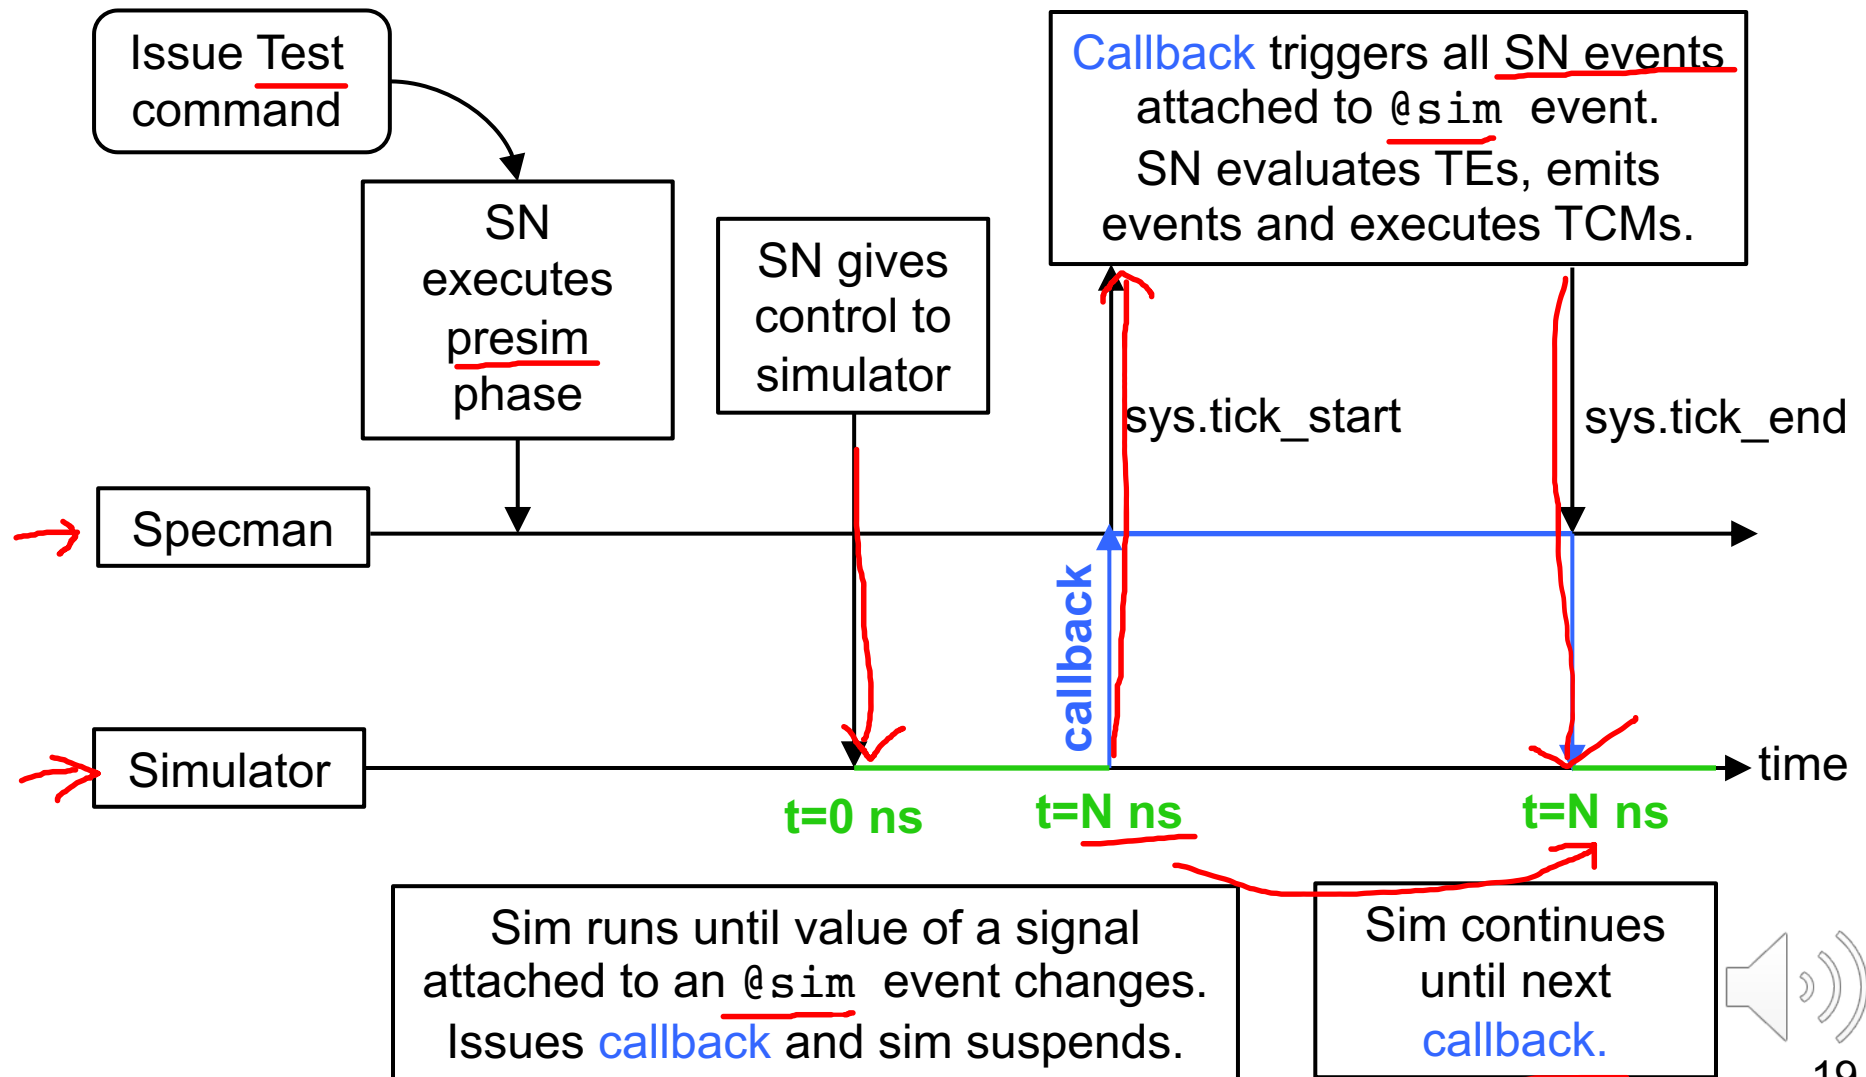 Issue Test
command
SN
executes
presim
phase
SN gives
control to
simulator
Callback triggers all SN events
attached to @sim event.
SN evaluates TEs, emits
events and executes TCMs.
sys.tick_start
sys.tick_end
Specman
callback
Simulator
time
t=0 ns
t=N ns
t=N ns
Sim runs until value of a signal
attached to an @sim event changes.
Issues callback and sim suspends.
Sim continues
until next
callback.
19